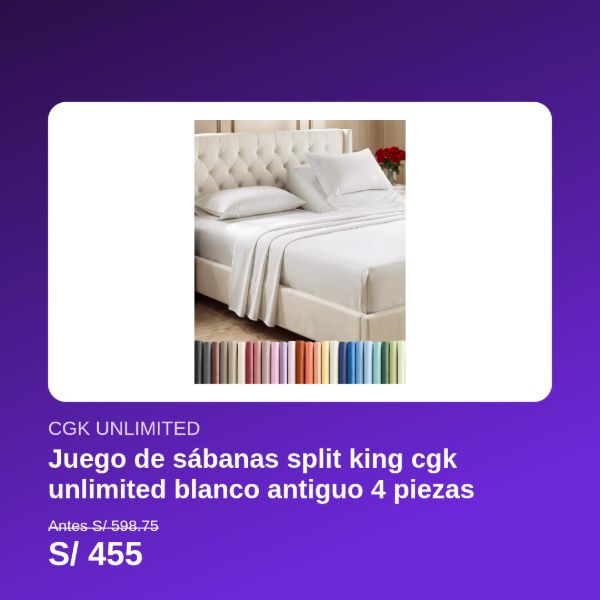 CGK UNLIMITED
Juego de sábanas split king cgk
unlimited blanco antiguo 4 piezas
Antes S/ 598.75
S/ 455